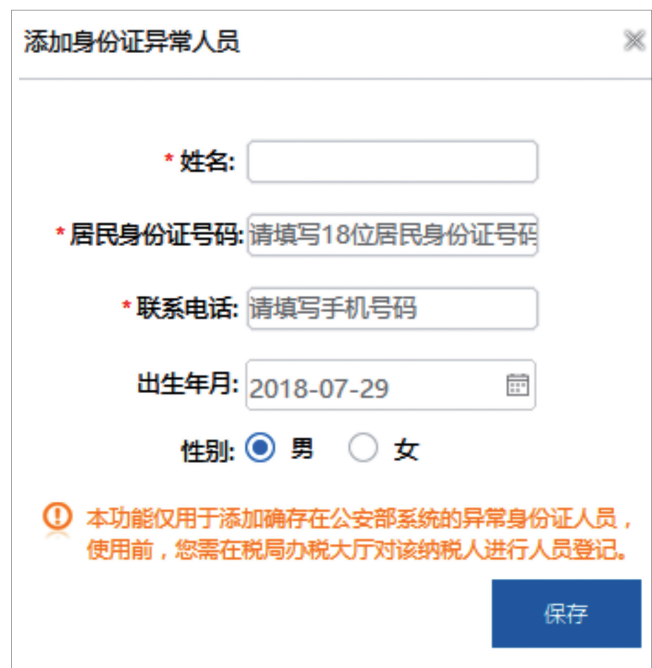 添加身份证异常人员
* 姓名:
* 居民身份证号码: 请填写18位居民身份证号码
* 联系电话: 请填写手机号码
出生年月: 2018-07-29
性别: 男 女
本功能仅用于添加确存在公安部系统的异常身份证人员，
使用前，您需在税局办税大厅对该纳税人进行人员登记。
保存